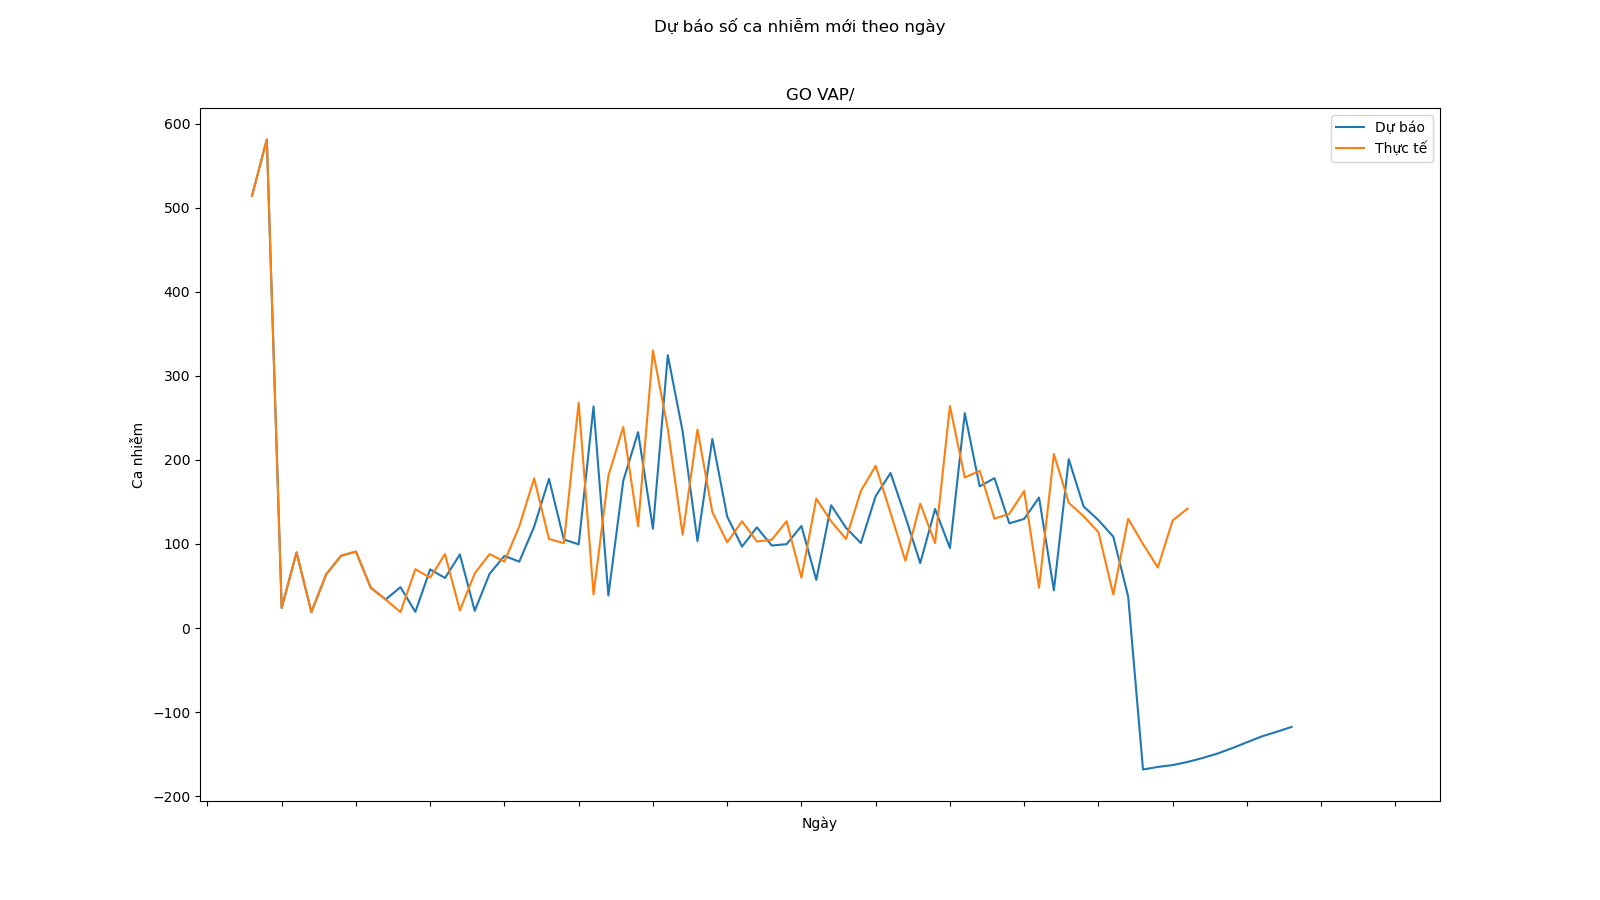 Dự báo số ca nhiễm mới theo ngày
GO VAP/
600
500
400
300
200
100
0
−100
−200
Ca nhiễm
Dự báo
Thực tế
Ngày